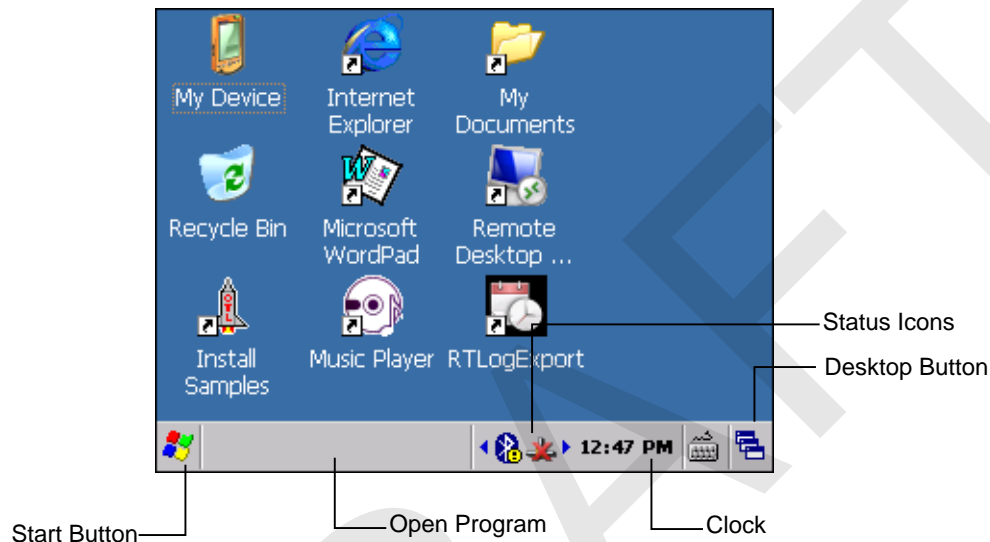 My Device
Internet
Explorer
My
Documents
Recycle Bin
Microsoft
WordPad
Remote
Desktop ...
Install
Samples
Music Player
RTLogExport
Status Icons
Desktop Button
12:47 PM
Start Button
Open Program
Clock